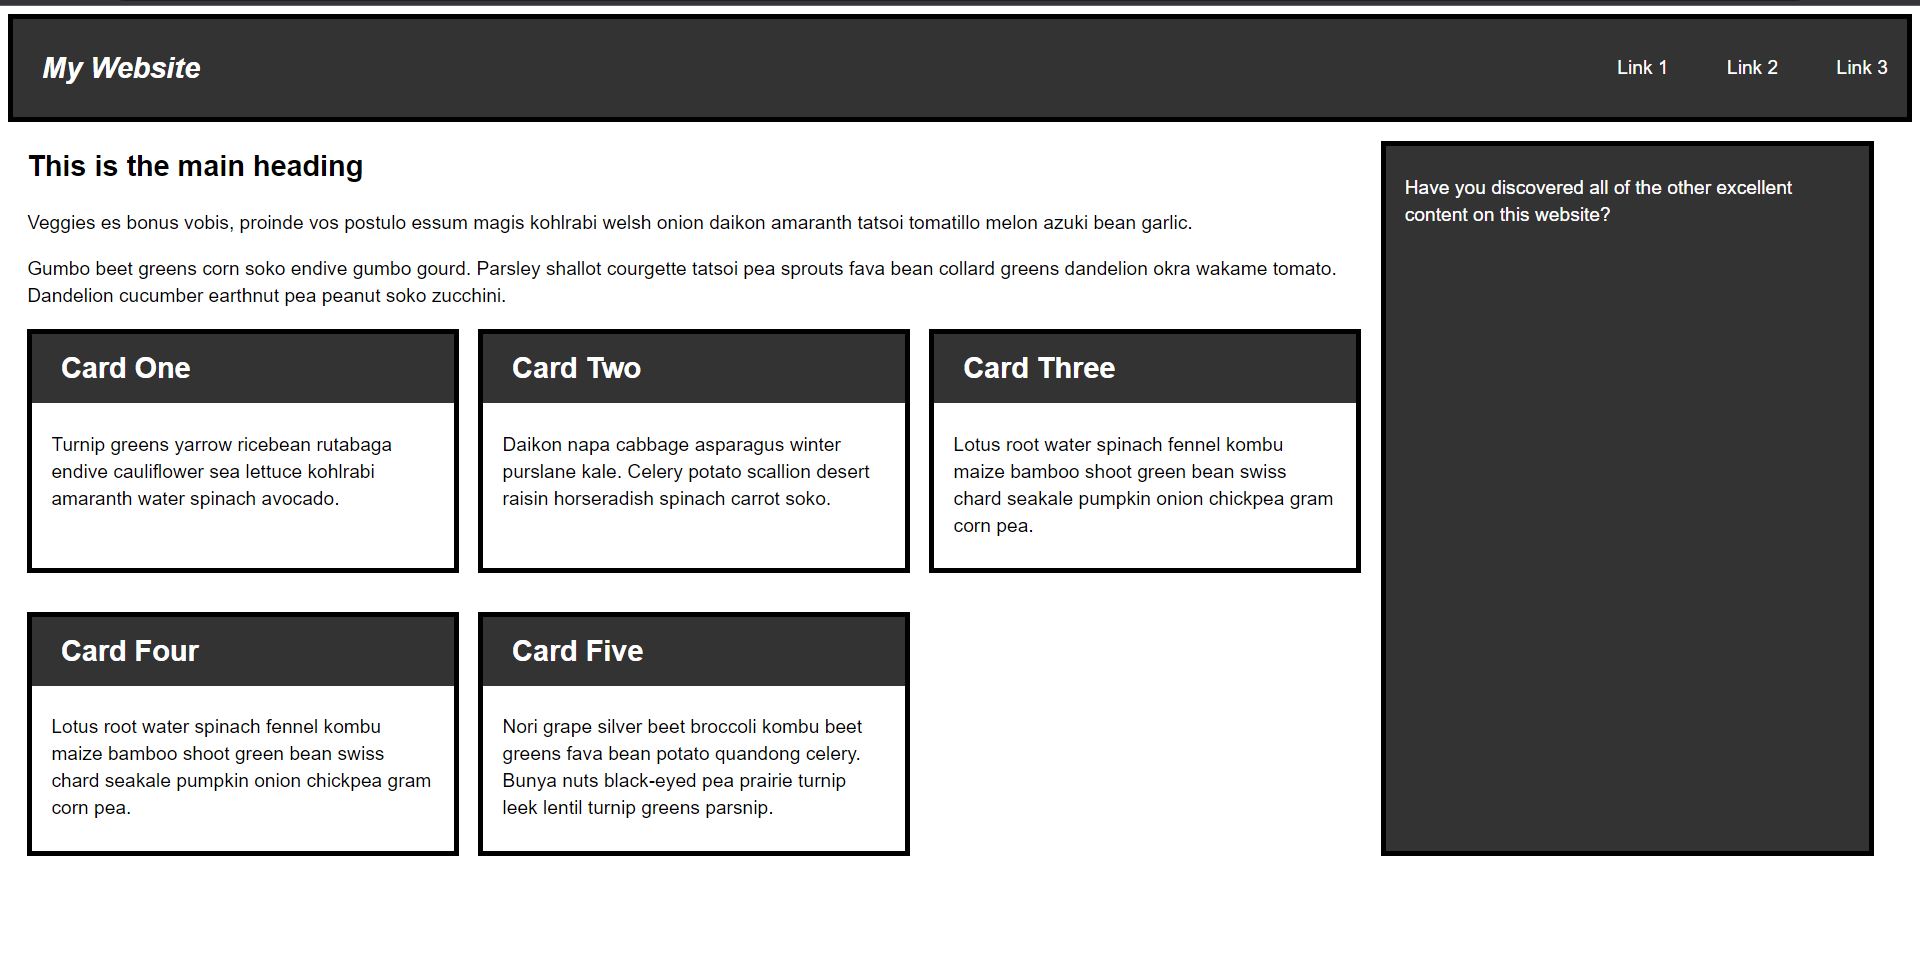 My Website
Link 1
Link 2
Link 3
This is the main heading
Veggies es bonus vobis, proinde vos postulo essum magis kohlrabi welsh onion daikon amaranth tatsoi tomatillo melon azuki bean garlic.
Gumbo beet greens corn soko endive gumbo gourd. Parsley shallot courgette tatsoi pea sprouts fava bean collard greens dandelion okra wakame tomato.
Dandelion cucumber earthnut pea peanut soko zucchini.
Card One
Turnip greens yarrow ricebean rutabaga
endive cauliflower sea lettuce kohlrabi
amaranth water spinach avocado.
Card Two
Daikon napa cabbage asparagus winter
purslane kale. Celery potato scallion desert
raisin horseradish spinach carrot soko.
Card Three
Lotus root water spinach fennel kombu
maize bamboo shoot green bean swiss
chard seakale pumpkin onion chickpea gram
corn pea.
Card Four
Lotus root water spinach fennel kombu
maize bamboo shoot green bean swiss
chard seakale pumpkin onion chickpea gram
corn pea.
Card Five
Nori grape silver beet broccoli kombu beet
greens fava bean potato quandong celery.
Bunya nuts black-eyed pea prairie turnip
leek lentil turnip greens parsnip.
Have you discovered all of the other excellent
content on this website?